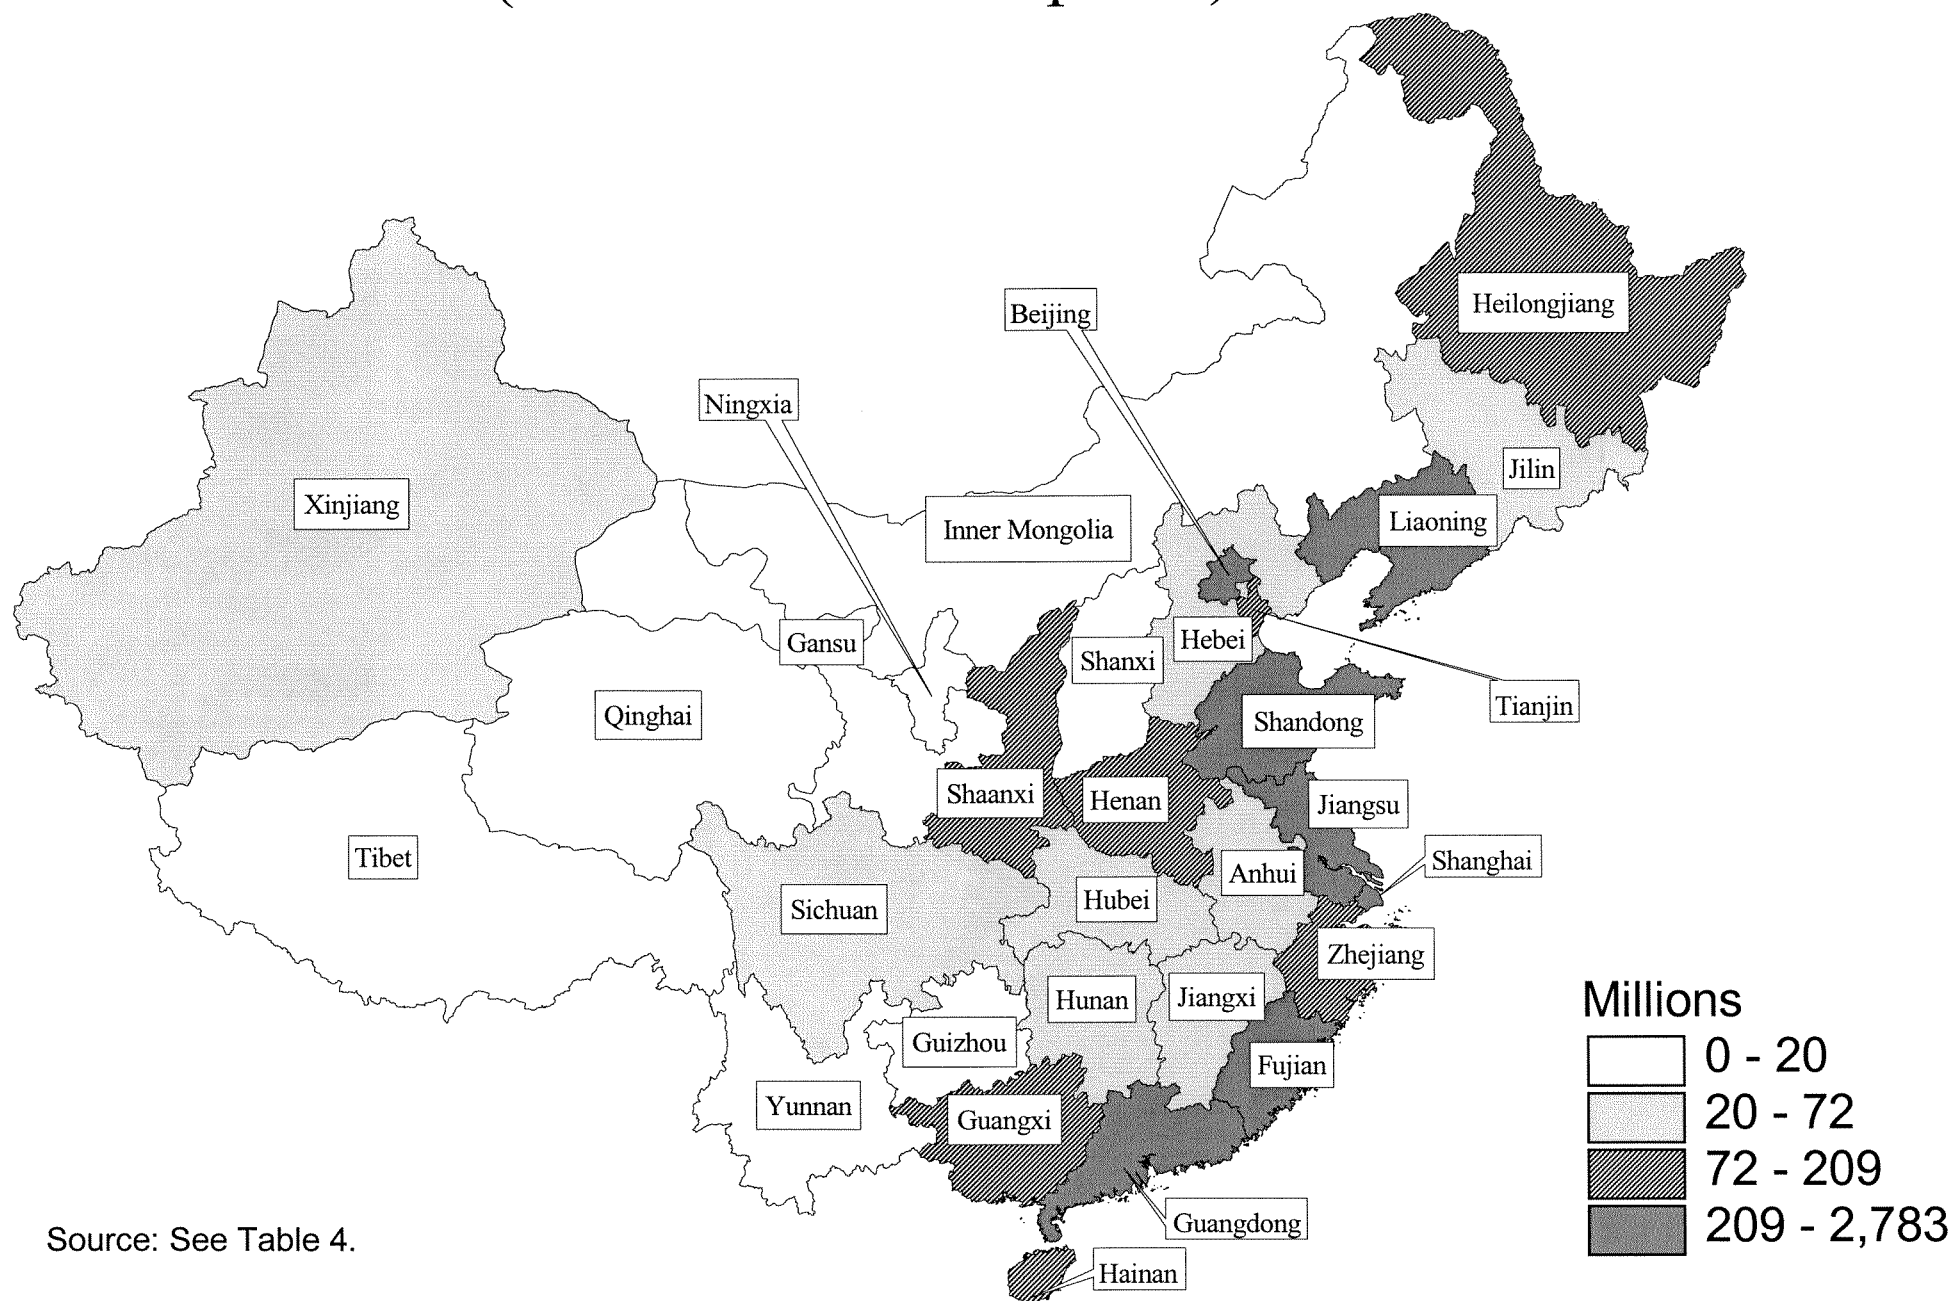 Heilongjiang
Beijing
Ningxia
Jilin
Xinjiang
Liaoning
Inner Mongolia
Gansu
Hebei
Shanxi
Tianjin
Qinghai
Shandong
Shaanxi
Henan
Jiangsu
Tibet
Shanghai
Anhui
Hubei
Sichuan
Zhejiang
Hunan
Jiangxi
Guizhou
Fujian
Yunnan
Guangxi
Guangdong
Hainan
Millions
0 - 20
20 - 72
72 - 209
209 - 2,783
Source: See Table 4.